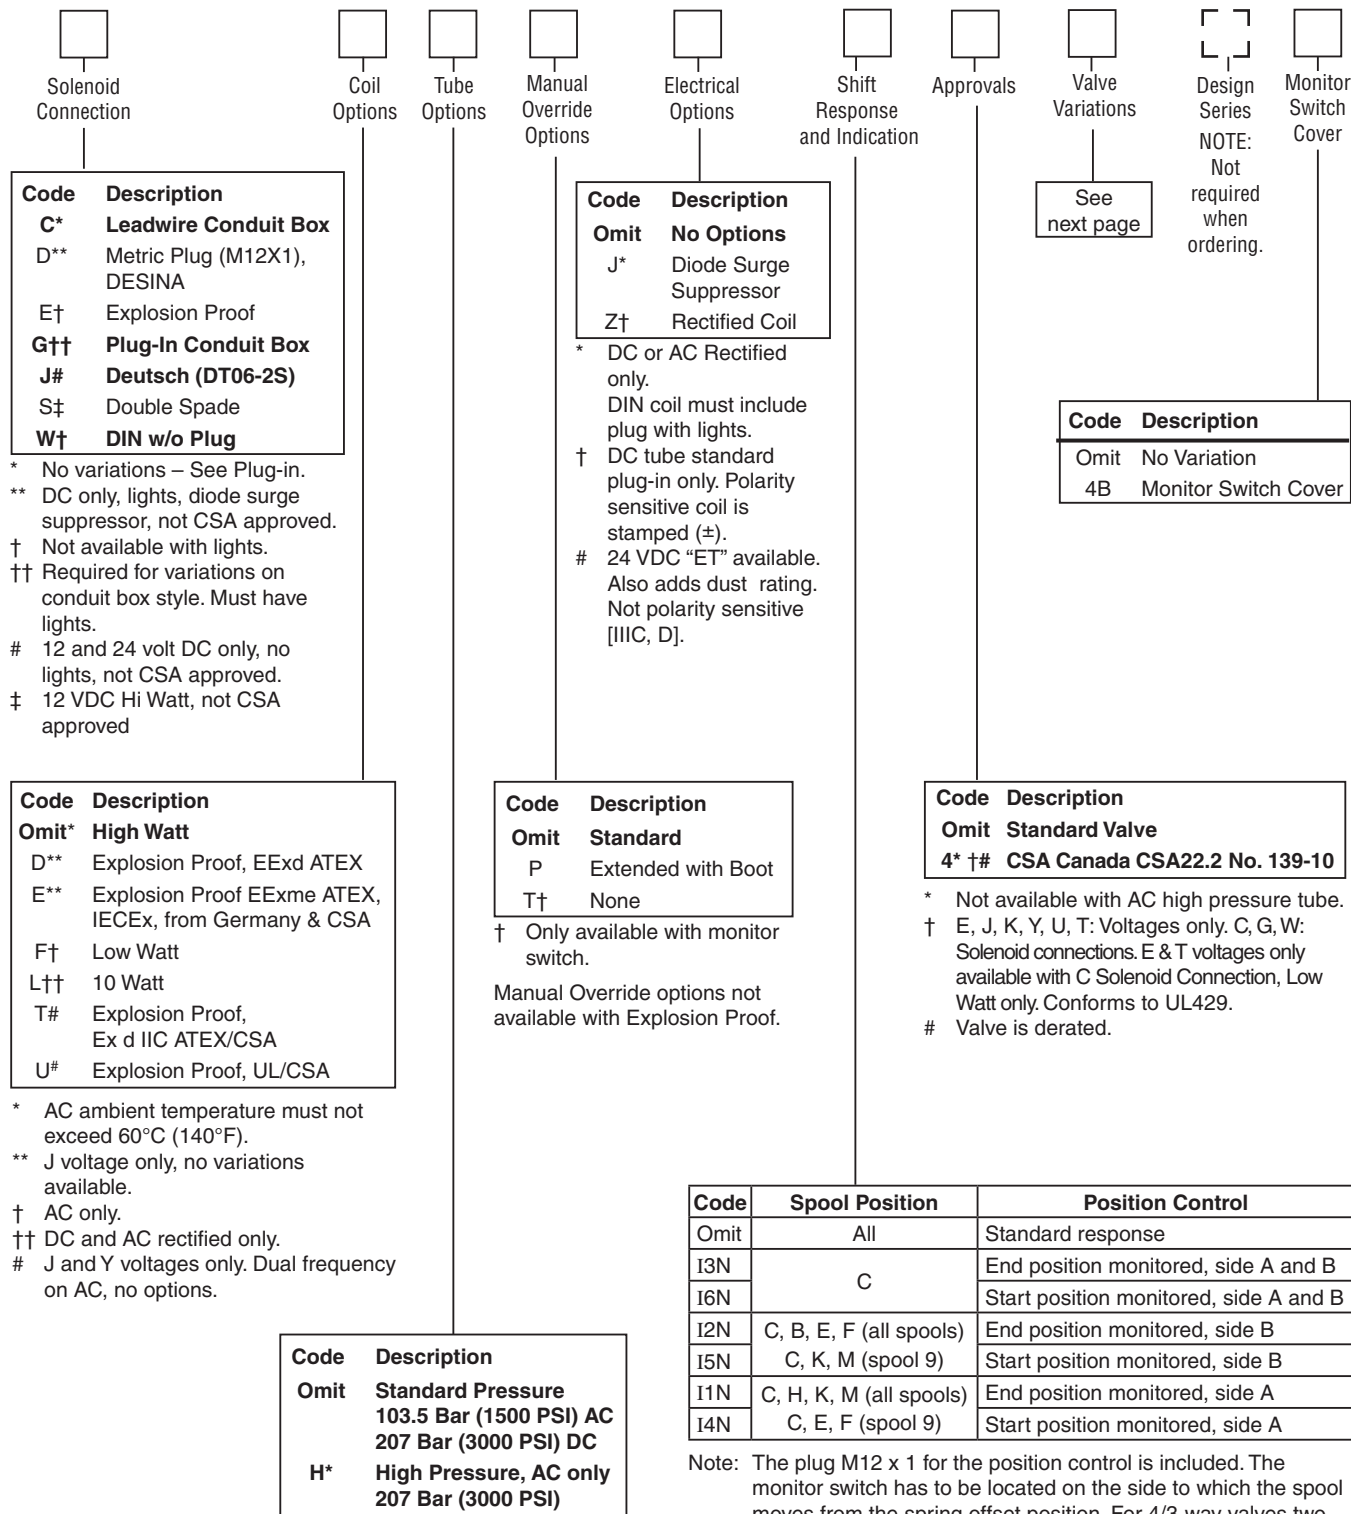 Solenoid
Connection
Coil
Options
Tube
Options
Manual
Override
Options
Electrical
Options
Shift
Response
and Indication
Approvals
Valve
Variations
Design
Series
NOTE:
Not
required
when
ordering.
Monitor
Switch
Cover
Code Description
C* Leadwire Conduit Box
D** Metric Plug (M12X1),
DESINA
E† Explosion Proof
G†† Plug-In Conduit Box
J# Deutsch (DT06-2S)
S‡ Double Spade
W† DIN w/o Plug
* No variations – See Plug-in.
** DC only, lights, diode surge
suppressor, not CSA approved.
† Not available with lights.
†† Required for variations on
conduit box style. Must have
lights.
# 12 and 24 volt DC only, no
lights, not CSA approved.
‡ 12 VDC Hi Watt, not CSA
approved
Code Description
Omit No Options
J* Diode Surge
Suppressor
Z† Rectified Coil
* DC or AC Rectified
only.
DIN coil must include
plug with lights.
† DC tube standard
plug-in only. Polarity
sensitive coil is
stamped (±).
# 24 VDC “ET” available.
Also adds dust rating.
Not polarity sensitive
[IIIC, D].
See
next page
Code Description
Omit No Variation
4B Monitor Switch Cover
Code Description
Omit* High Watt
D** Explosion Proof, EExd ATEX
E** Explosion Proof EExme ATEX,
IECEx, from Germany & CSA
F† Low Watt
L†† 10 Watt
T# Explosion Proof,
Ex d IIC ATEX/CSA
U# Explosion Proof, UL/CSA
* AC ambient temperature must not
exceed 60°C (140°F).
** J voltage only, no variations
available.
† AC only.
†† DC and AC rectified only.
# J and Y voltages only. Dual frequency
on AC, no options.
Code Description
Omit Standard
P Extended with Boot
T† None
† Only available with monitor
switch.
Manual Override options not
available with Explosion Proof.
Code Description
Omit Standard Valve
4* †# CSA Canada CSA22.2 No. 139-10
* Not available with AC high pressure tube.
† E, J, K, Y, U, T: Voltages only. C, G, W:
Solenoid connections. E & T voltages only
available with C Solenoid Connection, Low
Watt only. Conforms to UL429.
# Valve is derated.
Code Description
Omit Standard Pressure
103.5 Bar (1500 PSI) AC
207 Bar (3000 PSI) DC
H* High Pressure, AC only
207 Bar (3000 PSI)
Code Spool Position Position Control
Omit All Standard response
I3N C End position monitored, side A and B
I6N Start position monitored, side A and B
I2N C, B, E, F (all spools) End position monitored, side B
I5N C, K, M (spool 9) Start position monitored, side B
I1N C, H, K, M (all spools) End position monitored, side A
I4N C, E, F (spool 9) Start position monitored, side A
Note: The plug M12 x 1 for the position control is included. The
monitor switch has to be located on the side to which the spool
moves from the spring offset position. For 4/3 way valves two